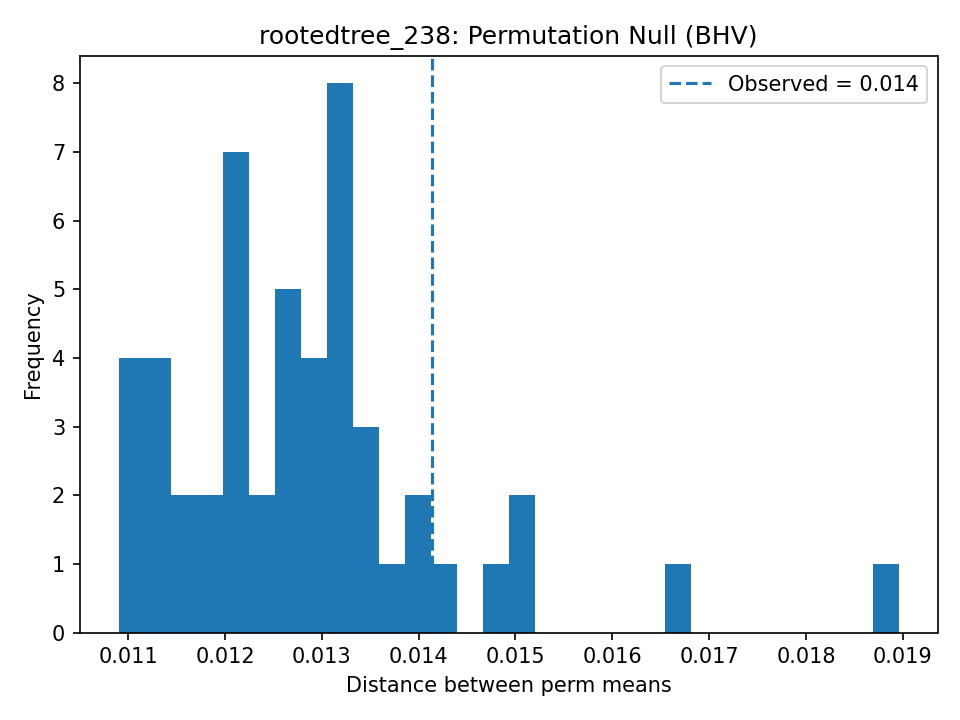 rootedtree_238: Permutation Null (BHV)
Observed = 0.014
Frequency
8
7
6
5
4
3
2
1
0
0.011 0.012 0.013 0.014 0.015 0.016 0.017 0.018 0.019
Distance between perm means